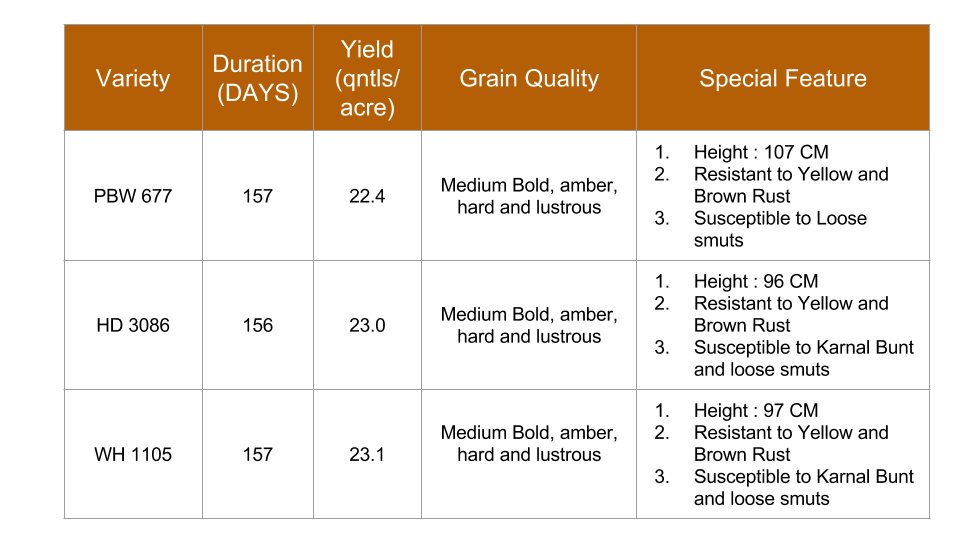 Variety
Duration
(DAYS)
Yield
(qntls/
acre)
Grain Quality
Special Feature
PBW 677
157
22.4
Medium Bold, amber,
hard and lustrous
1. Height : 107 CM
2. Resistant to Yellow and
Brown Rust
3. Susceptible to Loose
smuts
HD 3086
156
23.0
Medium Bold, amber,
hard and lustrous
1. Height : 96 CM
2. Resistant to Yellow and
Brown Rust
3. Susceptible to Karnal Bunt
and loose smuts
WH 1105
157
23.1
Medium Bold, amber,
hard and lustrous
1. Height : 97 CM
2. Resistant to Yellow and
Brown Rust
3. Susceptible to Karnal Bunt
and loose smuts